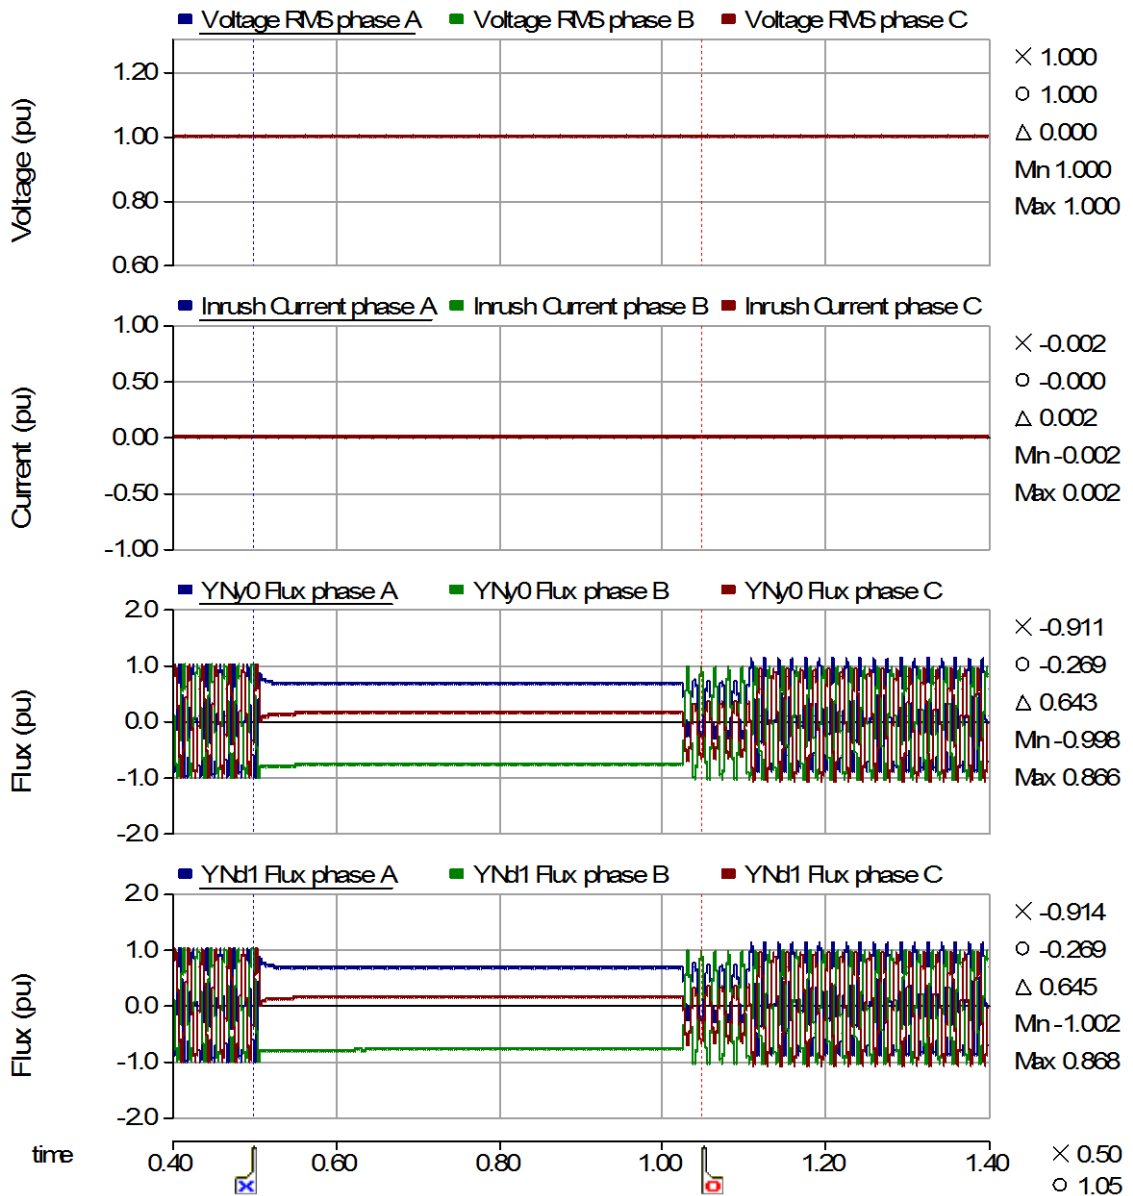 Voltage RMS phase A Voltage RMS phase B Voltage RMS phase C
Voltage (pu)
1.20
1.00
0.80
0.60
× 1.000
○ 1.000
△ 0.000
Min 1.000
Max 1.000
Inrush Current phase A Inrush Current phase B Inrush Current phase C
Current (pu)
1.00
0.50
0.00
-0.50
-1.00
× -0.002
○ -0.000
△ 0.002
Min -0.002
Max 0.002
YNy0 Flux phase A YNy0 Flux phase B YNy0 Flux phase C
Flux (pu)
2.0
1.0
0.0
-1.0
-2.0
× -0.911
○ -0.269
△ 0.643
Min -0.998
Max 0.866
YNd1 Flux phase A YNd1 Flux phase B YNd1 Flux phase C
Flux (pu)
2.0
1.0
0.0
-1.0
-2.0
× -0.914
○ -0.269
△ 0.645
Min -1.002
Max 0.868
time 0.40 0.60 0.80 1.00 1.20 1.40
× 0.50
○ 1.05